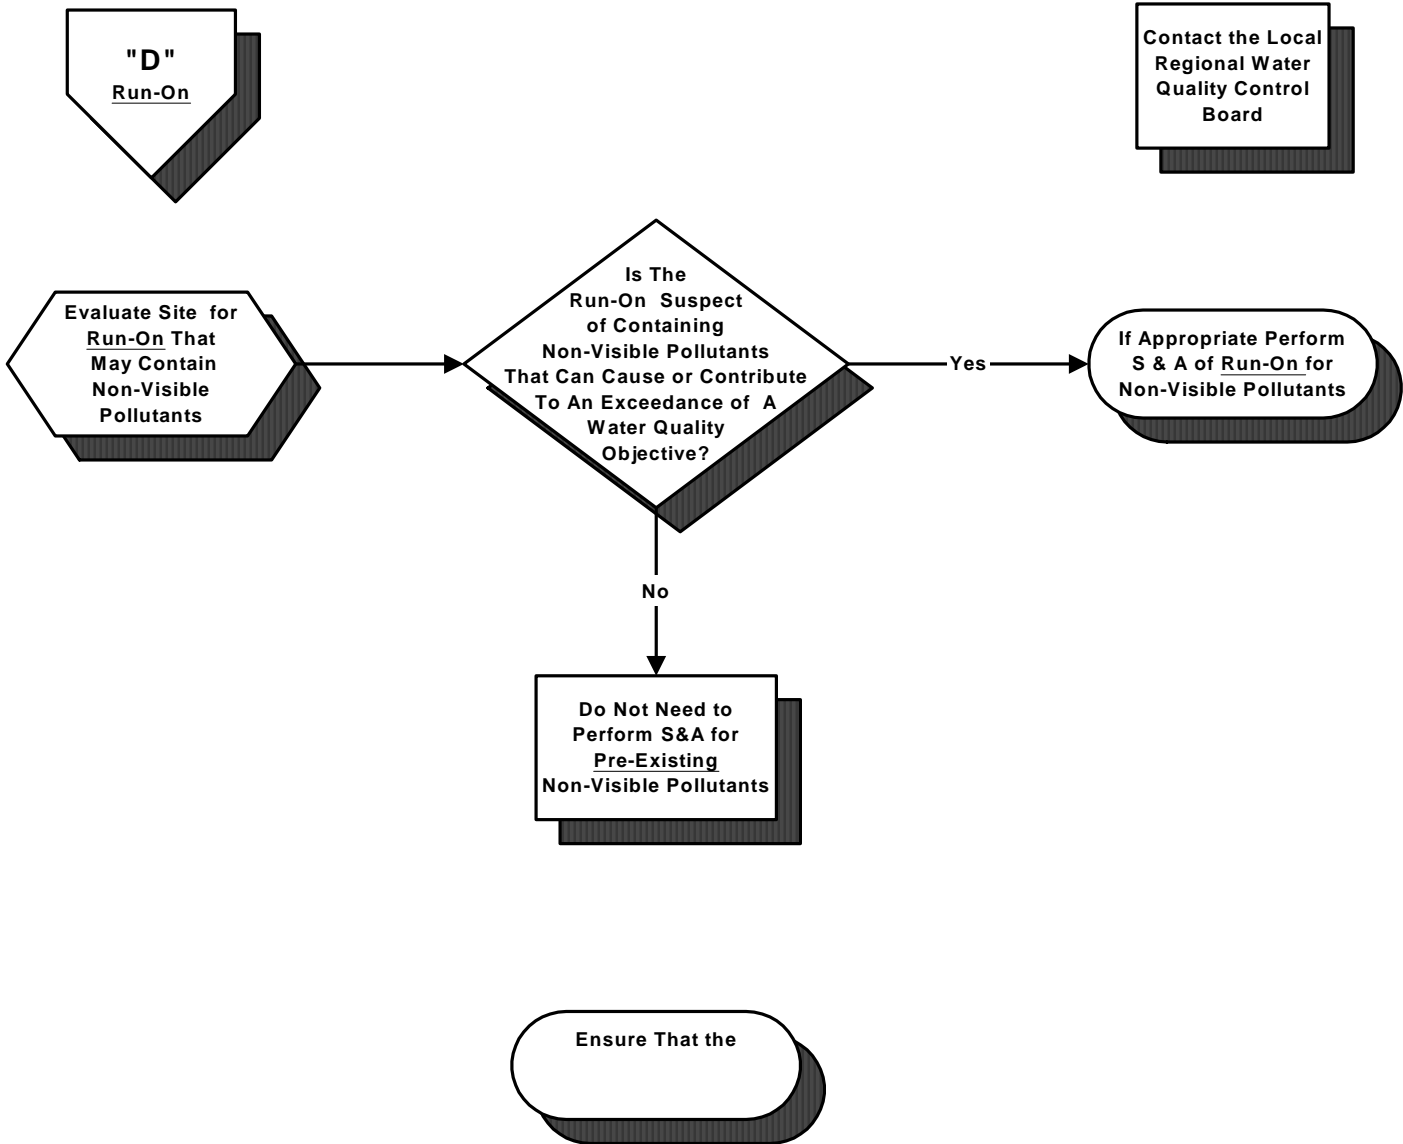 "D"
Run-On
Contact the Local
Regional Water
Quality Control
Board
Evaluate Site for
Run-On That
May Contain
Non-Visible
Pollutants
Is The
Run-On Suspect
of Containing
Non-Visible Pollutants
That Can Cause or Contribute
To An Exceedance of A
Water Quality
Objective?
Yes
If Appropriate Perform
S & A of Run-On for
Non-Visible Pollutants
No
Do Not Need to
Perform S&A for
Pre-Existing
Non-Visible Pollutants
Ensure That the